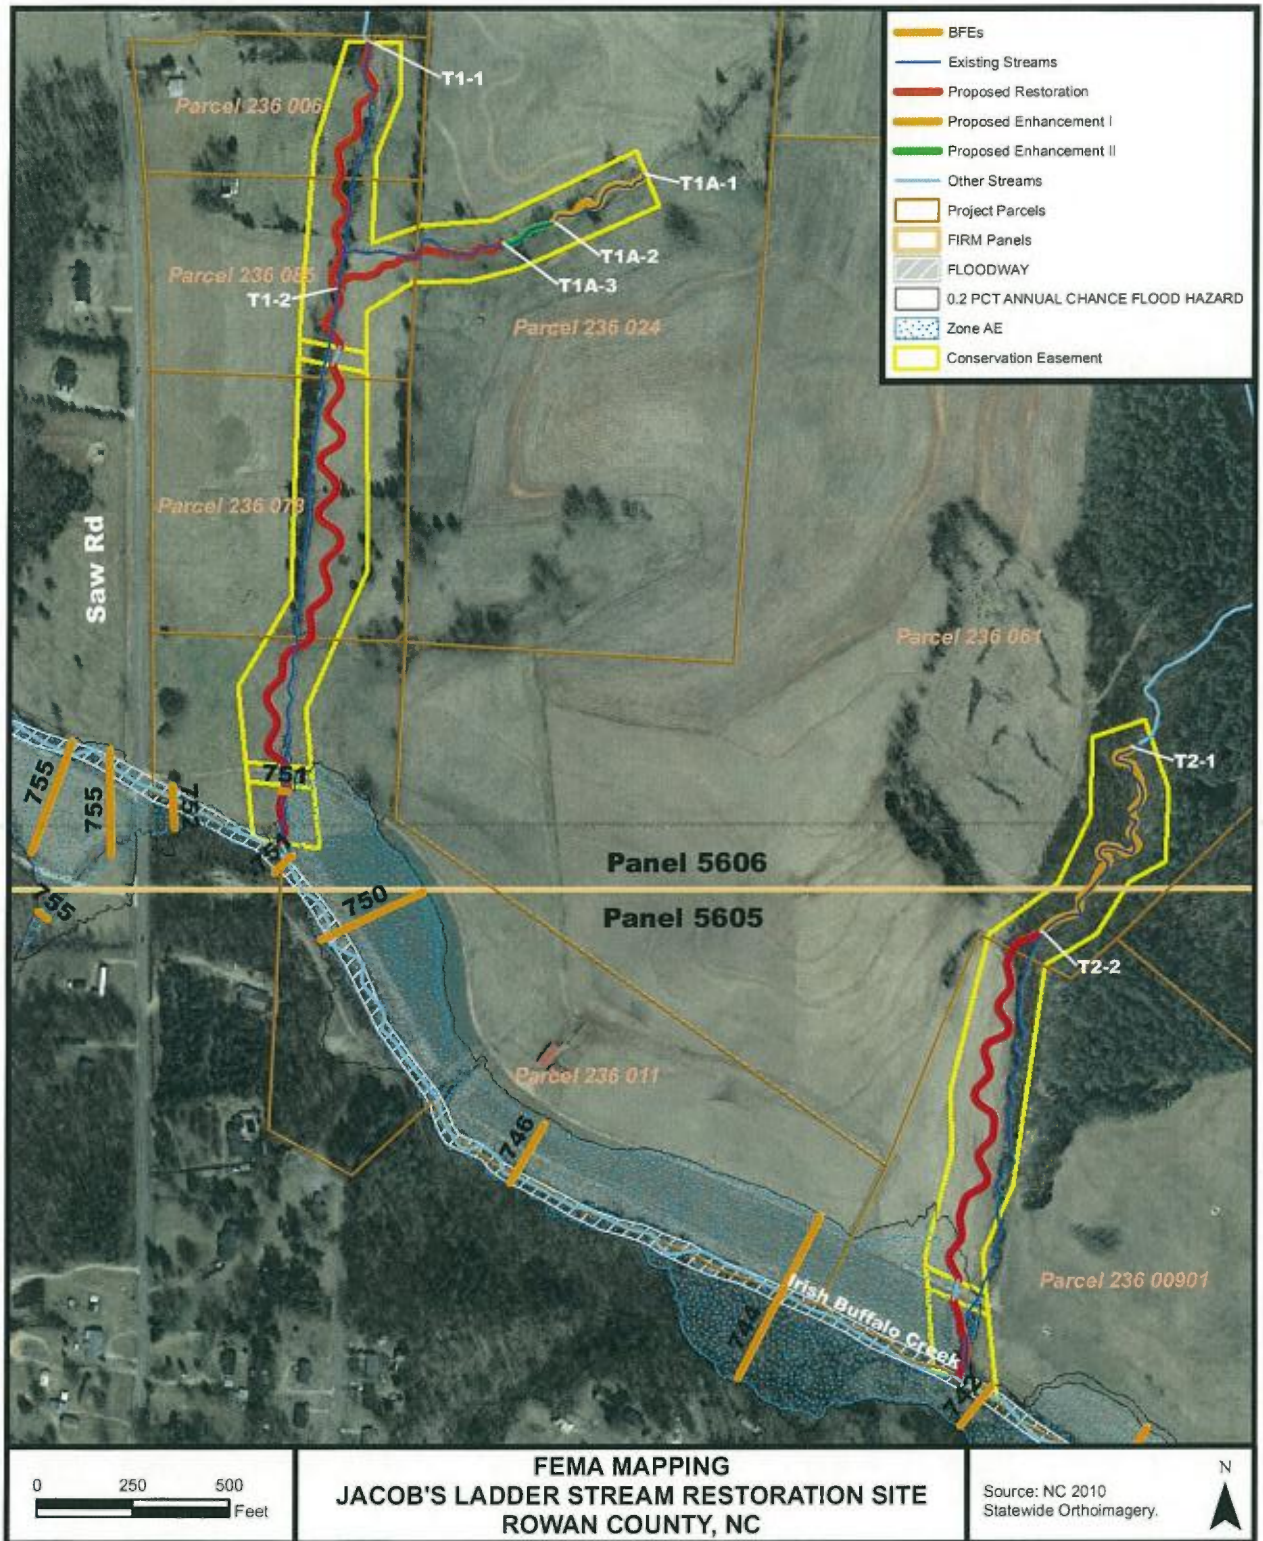 BFEs
Existing Streams
Proposed Restoration
Proposed Enhancement I
Proposed Enhancement II
Other Streams
Project Parcels
FIRM Panels
FLOODWAY
0.2 PCT ANNUAL CHANCE FLOOD HAZARD
Zone AE
Conservation Easement
T1-1
Parcel 236 006
T1A-1
T1A-2
Parcel 236 085
T1A-3
T1-2
Parcel 236 024
Parcel 236 073
Saw Rd
Parcel 236 061
T2-1
751
755
755
Panel 5606
750
755
Panel 5605
T2-2
Parcel 236 011
746
Parcel 236 00901
Irish Buffalo Creek
744
0 250 500
Feet
FEMA MAPPING
JACOB'S LADDER STREAM RESTORATION SITE
ROWAN COUNTY, NC
Source: NC 2010
Statewide Orthoimagery.
N